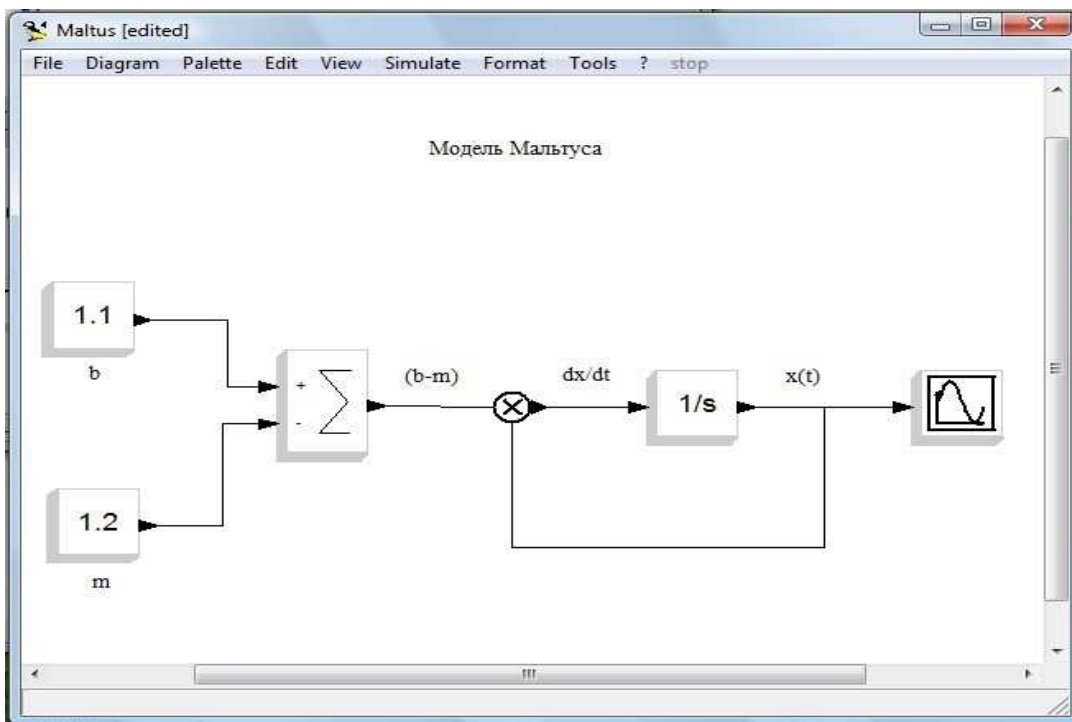 Maltus [edited]
File Diagram Palette Edit View Simulate Format Tools ? stop
Модель Мальтуса
1.1
b
+
-
(b-m)
dx/dt
1/s
x(t)
1.2
m